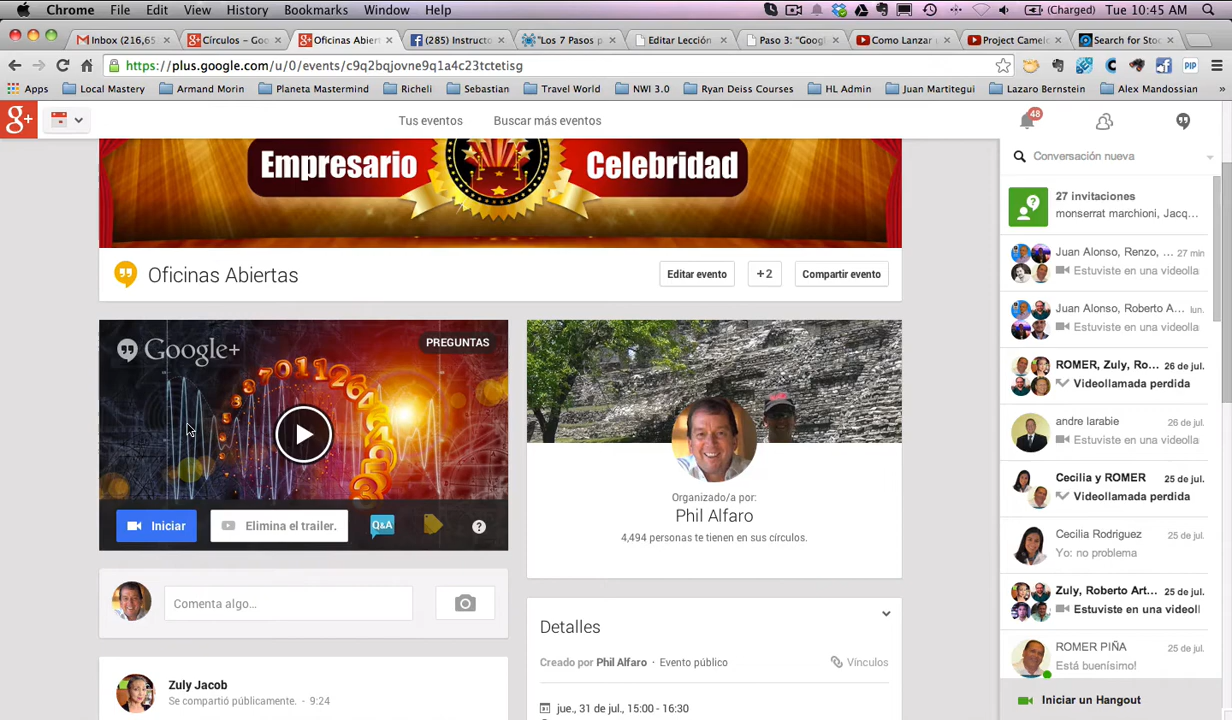 Chrome File Edit View History Bookmarks Window Help (Charged) Tue 10:45 AM
Inbox (216,65 Círculos – Goo Oficinas Abiert (285) Instructo "Los 7 Pasos p Editar Lección Paso 3: "Googl Como Lanzar Project Camel Search for Stoc
https://plus.google.com/u/0/events/c9q2bqjovne9q1a4c23tctetisg
Apps Local Mastery Armand Morin Planeta Mastermind Richeli Sebastian Travel World NWI 3.0 Ryan Deiss Courses HL Admin Juan Martitegui Lazaro Bernstein Alex Mandossian »
g+ Tus eventos Buscar más eventos 48
Empresario Celebridad
Oficinas Abiertas Editar evento +2 Compartir evento
Google+ PREGUNTAS
Iniciar Elimina el trailer. Q&A ?
Comenta algo...
Zuly Jacob
Se compartió públicamente. - 9:24
Organizado/a por:
Phil Alfaro
4,494 personas te tienen en sus círculos.
Detalles
Creado por Phil Alfaro · Evento público Vínculos
jue., 31 de jul., 15:00 - 16:30
Conversación nueva
27 invitaciones
monserrat marchioni, Jacq...
Juan Alonso, Renzo, ... 27 min
Estuviste en una videolla
Juan Alonso, Roberto A... lun.
Estuviste en una videolla
ROMER, Zuly, Ro... 26 de jul.
Videollamada perdida
andre larabie 26 de jul.
Estuviste en una videolla
Cecilia y ROMER 25 de jul.
Videollamada perdida
Cecilia Rodriguez 25 de jul.
Yo: no problema
Zuly, Roberto Art... 25 de jul.
Estuviste en una videoll
ROMER PIÑA 25 de jul.
Está buenísimo!
Iniciar un Hangout